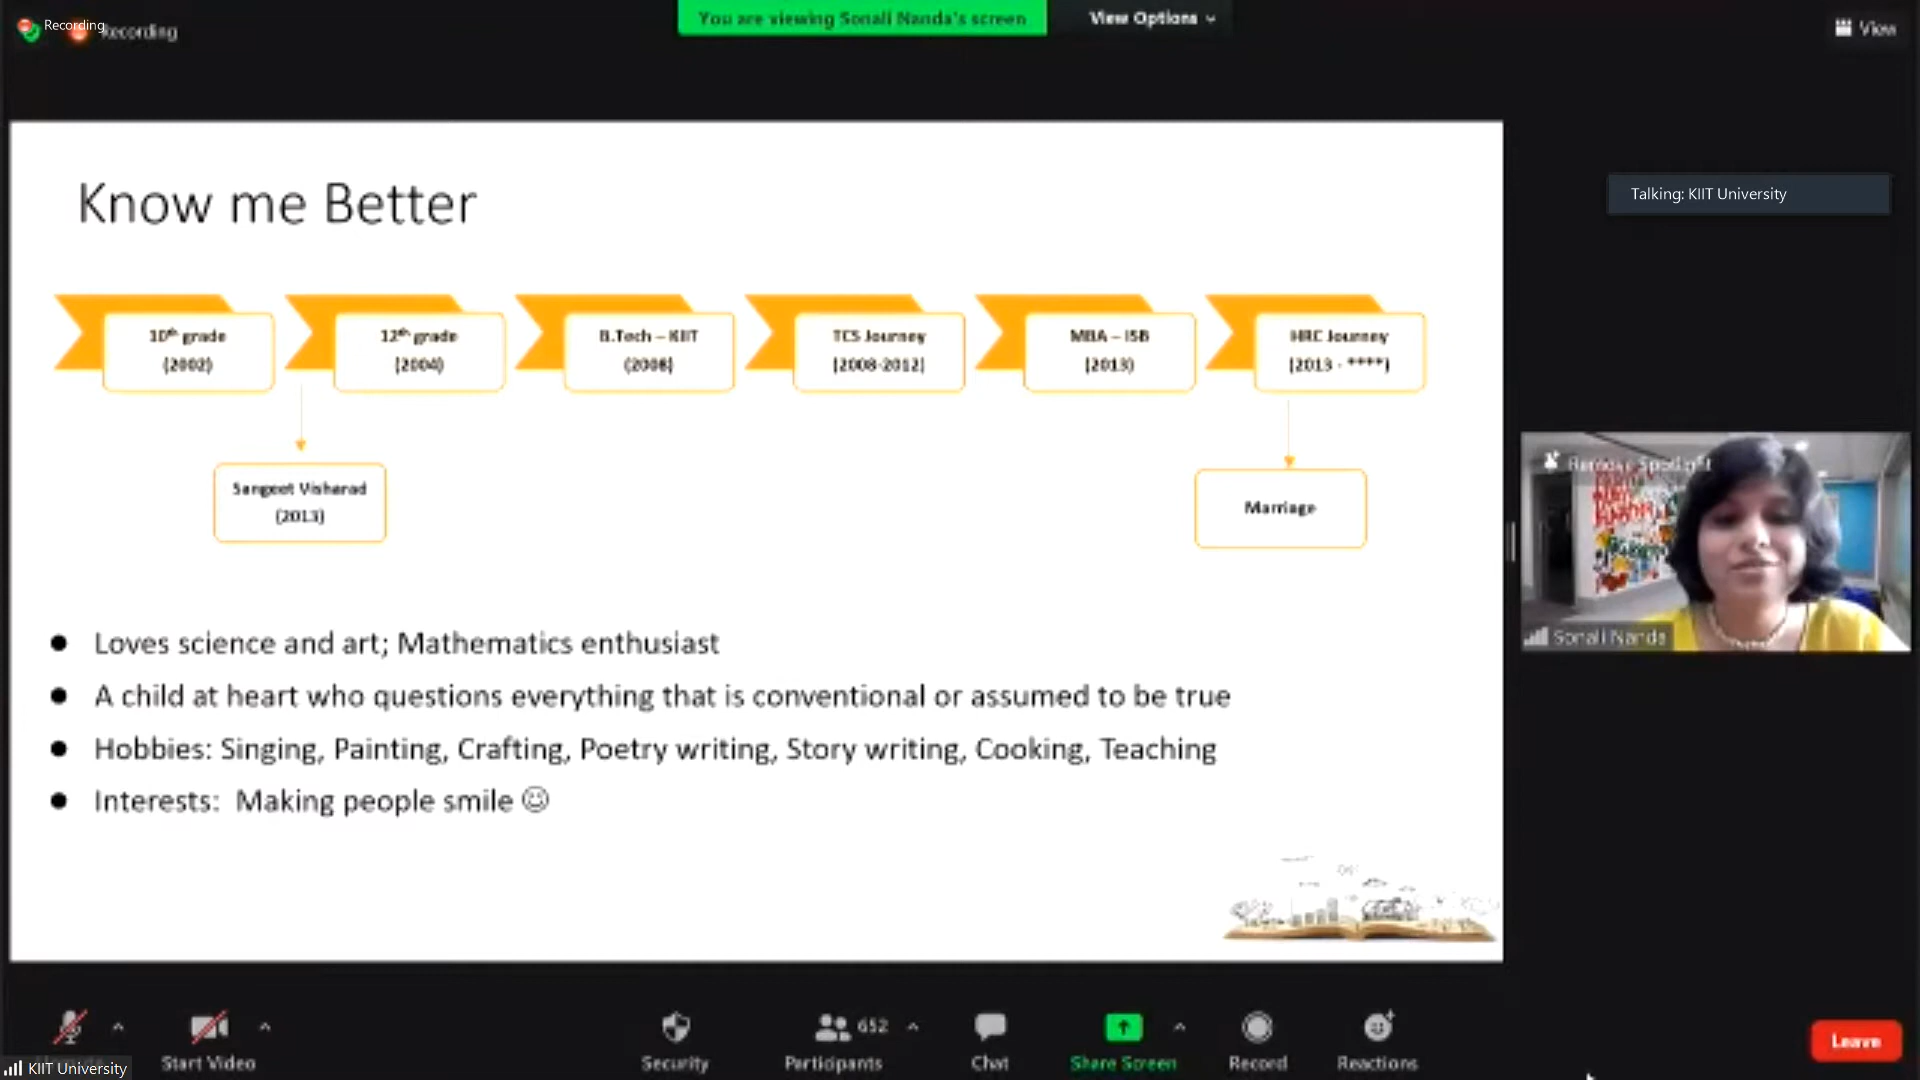 Recording
Recording
You are viewing Sonali Nanda's screen
View Options
View
Talking: KIIT University
Know me Better
10th grade
(2002)
12th grade
(2004)
B.Tech – KIIT
(2008)
TCS Journey
(2008-2012)
MBA – ISB
(2013)
HRC Journey
(2013 - ****)
Sangeet Visharad
(2013)
Marriage
Remove Spotlight
Sonali Nanda
● Loves science and art; Mathematics enthusiast
● A child at heart who questions everything that is conventional or assumed to be true
● Hobbies: Singing, Painting, Crafting, Poetry writing, Story writing, Cooking, Teaching
● Interests: Making people smile ☺
652
Start Video
Security
Participants
Chat
Share Screen
Record
Reactions
Leave
KIIT University